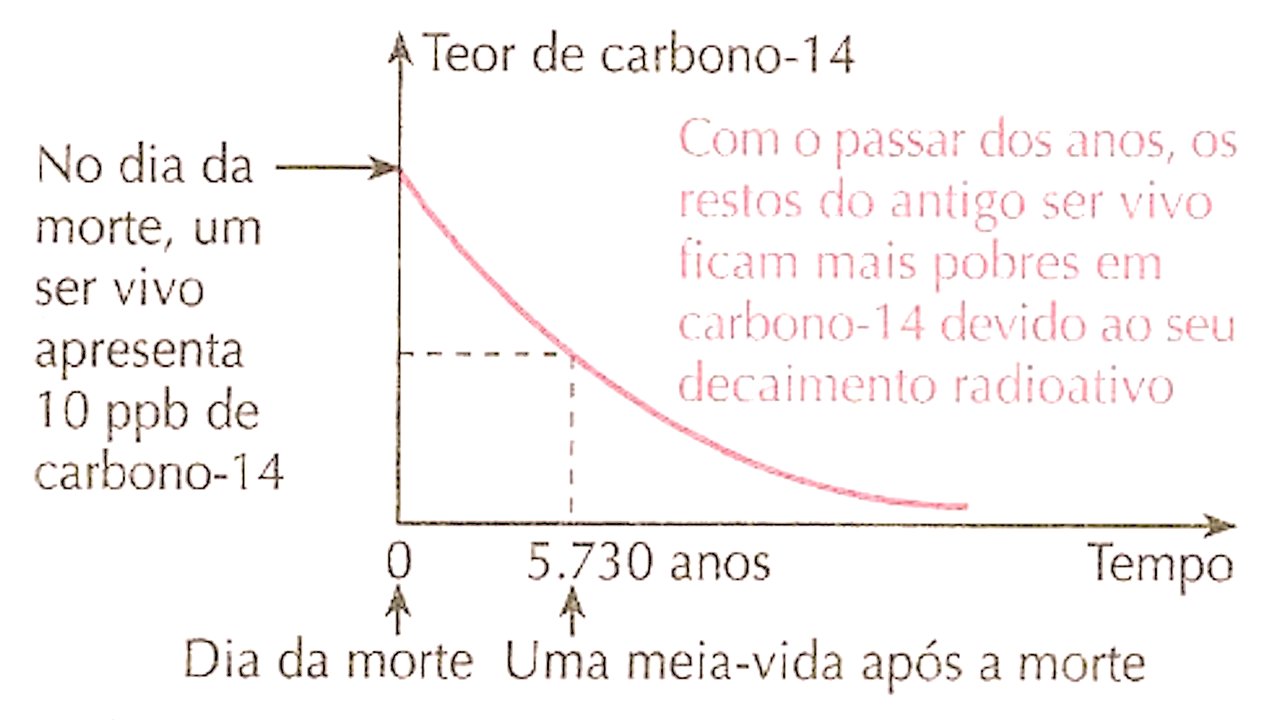 Teor de carbono-14
No dia da
morte, um
ser vivo
apresenta
10 ppb de
carbono-14
Com o passar dos anos, os
restos do antigo ser vivo
ficam mais pobres em
carbono-14 devido ao seu
decaimento radioativo
0
5.730 anos
Tempo
Dia da morte
Uma meia-vida após a morte